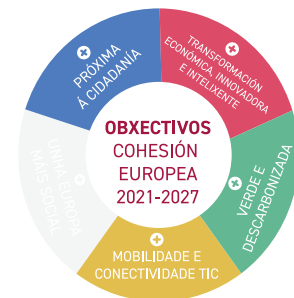 PRÓXIMA
Á CIDADANÍA
TRANSFORMACIÓN
ECONÓMICA, INNOVADORA
E INTELIXENTE
VERDE E
DESCARBONIZADA
MOBILIDADE E
CONECTIVIDADE TIC
UNHA EUROPA
MAIS SOCIAL
OBXECTIVOS
COHESIÓN
EUROPEA
2021-2027